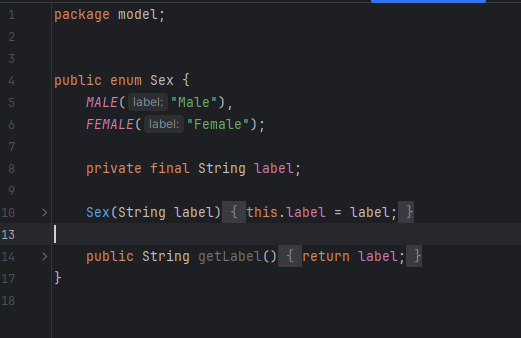 1 package model;
2
3
4 public enum Sex {
5 MALE( label: "Male"),
6 FEMALE( label: "Female");
7
8 private final String label;
9
10 Sex(String label) { this.label = label; }
13
14 public String getLabel() { return label; }
17 }
18